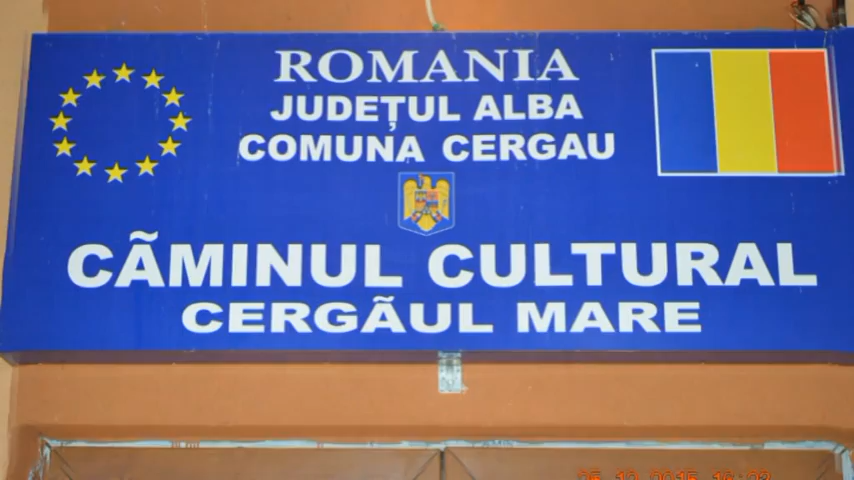 ROMANIA
JUDEȚUL ALBA
COMUNA CERGAU
CÃMINUL CULTURAL
CERGÃUL MARE